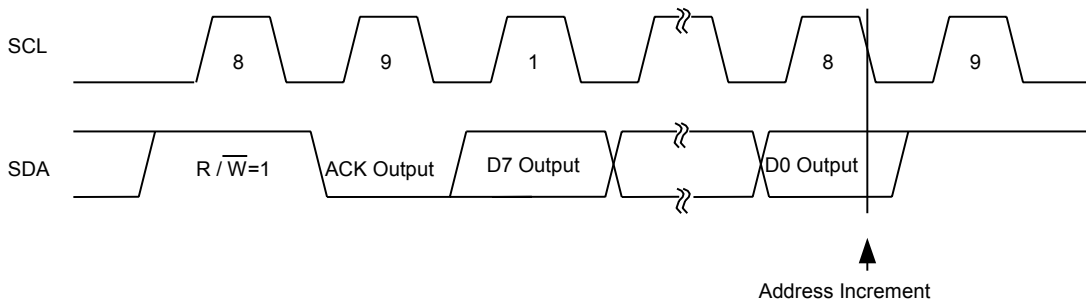 SCL
8
9
1
8
9
SDA
R / W̅=1
ACK Output
D7 Output
D0 Output
Address Increment